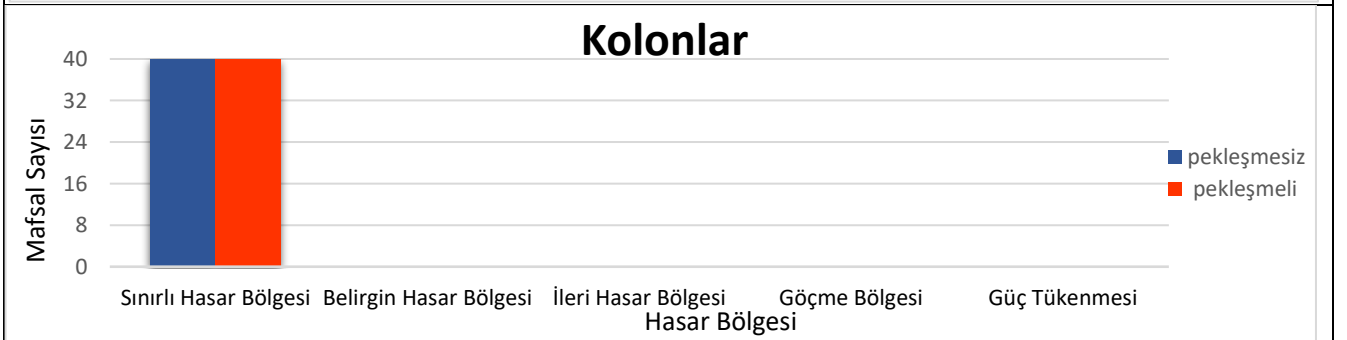 Kolonlar
40
32
24
16
8
0
Mafsal Sayısı
Sınırlı Hasar Bölgesi Belirgin Hasar Bölgesi İleri Hasar Bölgesi Göçme Bölgesi Güç Tükenmesi
Hasar Bölgesi
pekleşmesiz
pekleşmeli